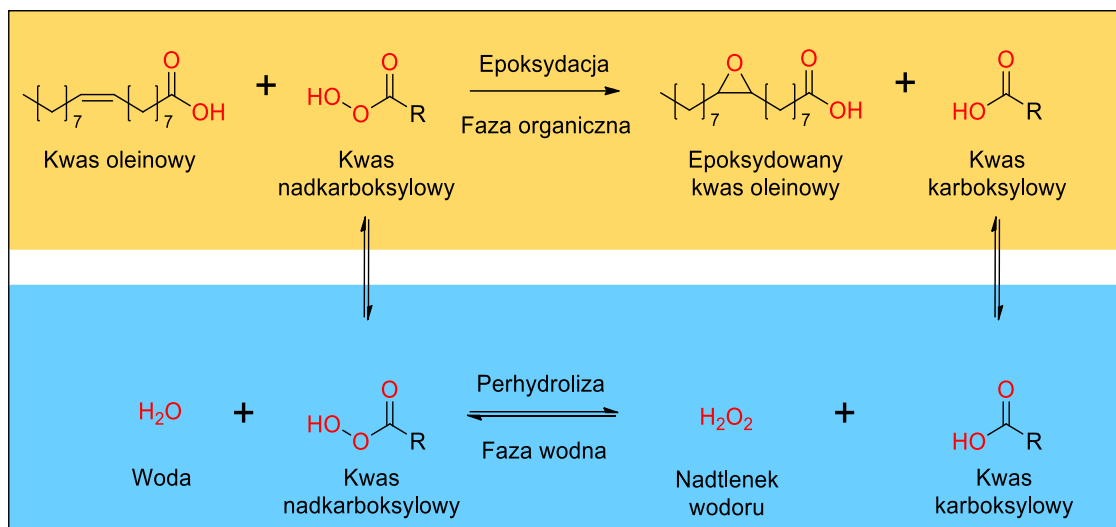 O
O
O
O
Epoksydacja
HO
O
R
HO
R
OH
OH
7
7
7
7
Faza organiczna
Kwas oleinowy
Kwas
nadkarboksylowy
Epoksydowany
kwas oleinowy
Kwas
karboksylowy
+
+
O
O
Perhydroliza
H₂O
+
HO
O
R
H₂O₂
+
HO
R
Faza wodna
Woda
Kwas
nadkarboksylowy
Nadtlenek
wodoru
Kwas
karboksylowy